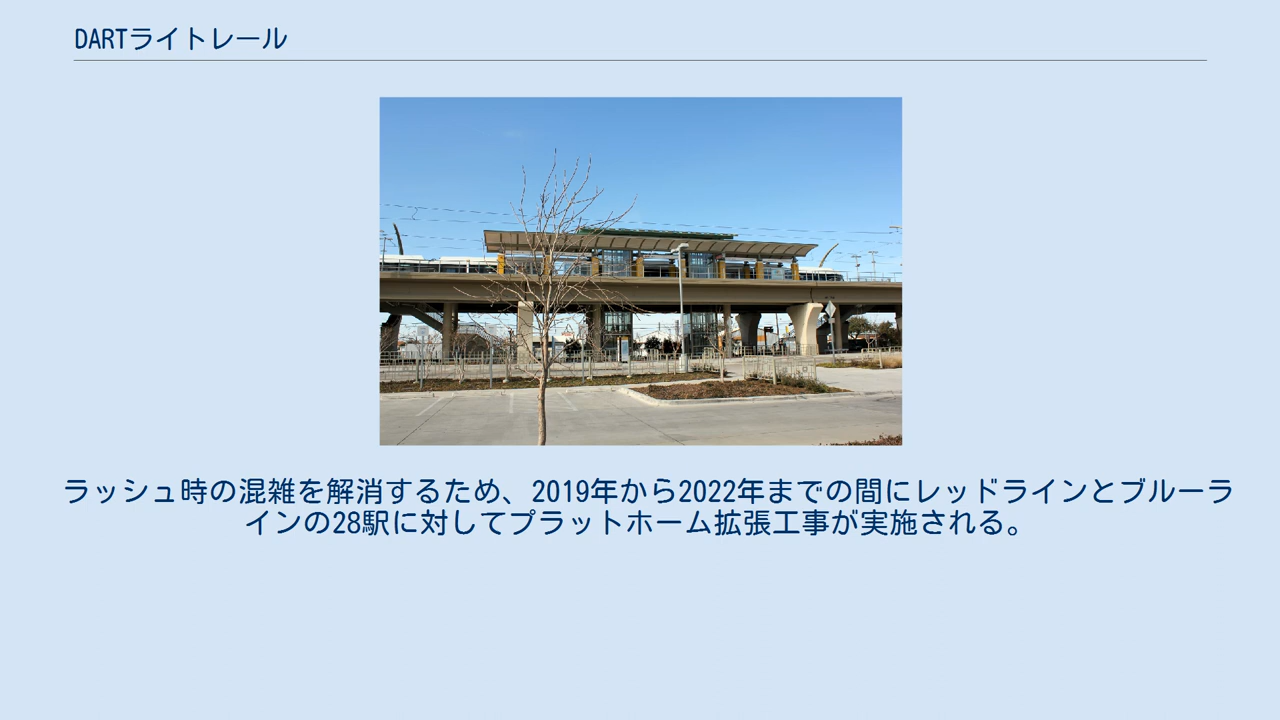 DARTライトレール
ラッシュ時の混雑を解消するため、2019年から2022年までの間にレッドラインとブルーラ
インの28駅に対してプラットホーム拡張工事が実施される。